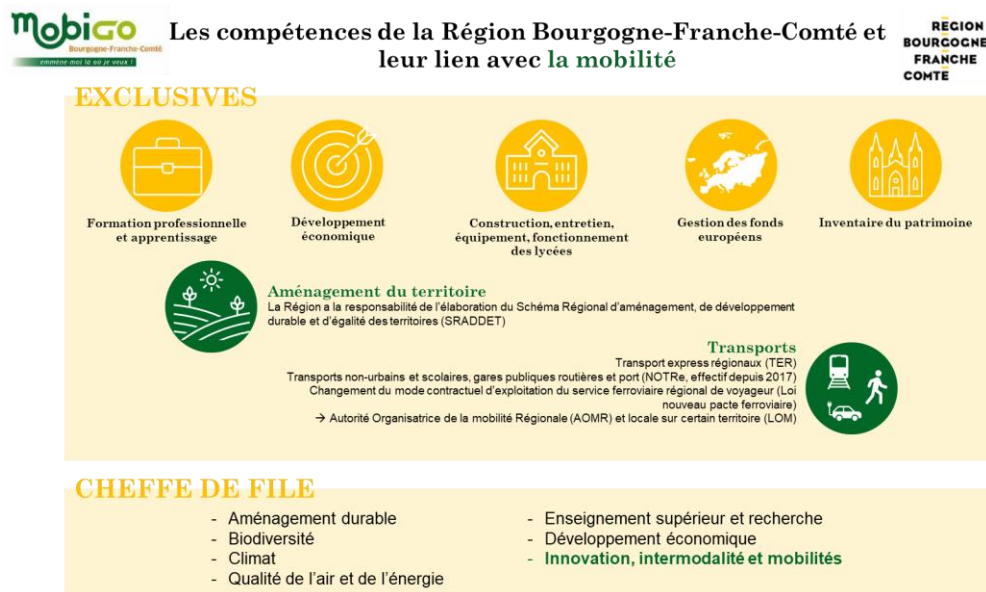 mobiGo
Bourgogne-Franche-Comté
emmène moi là où je veux !
Les compétences de la Région Bourgogne-Franche-Comté et
leur lien avec la mobilité
REGION
BOURGOGNE
FRANCHE
COMTE
EXCLUSIVES
Formation professionnelle
et apprentissage
Développement
économique
Construction, entretien,
équipement, fonctionnement
des lycées
Gestion des fonds
européens
Inventaire du patrimoine
Aménagement du territoire
La Région a la responsabilité de l'élaboration du Schéma Régional d'aménagement, de développement
durable et d'égalité des territoires (SRADDET)
Transports
Transport express régionaux (TER)
Transports non-urbains et scolaires, gares publiques routières et port (NOTRe, effectif depuis 2017)
Changement du mode contractuel d'exploitation du service ferroviaire régional de voyageur (Loi
nouveau pacte ferroviaire)
→ Autorité Organisatrice de la mobilité Régionale (AOMR) et locale sur certain territoire (LOM)
CHEFFE DE FILE
- Aménagement durable
- Biodiversité
- Climat
- Qualité de l'air et de l'énergie
- Enseignement supérieur et recherche
- Développement économique
- Innovation, intermodalité et mobilités